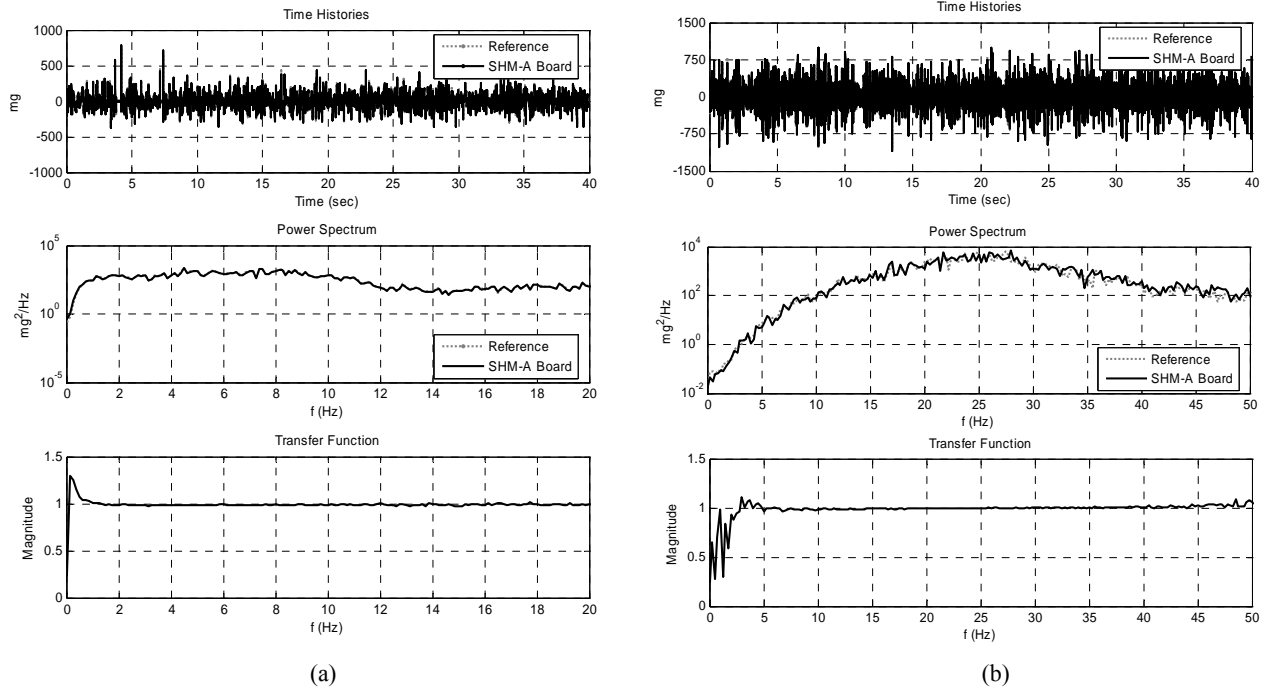 Time Histories
1000
500
0
-500
-1000
mg
Reference
SHM-A Board
0 5 10 15 20 25 30 35 40
Time (sec)
Power Spectrum
10^5
10^0
10^-5
mg^2/Hz
Reference
SHM-A Board
0 2 4 6 8 10 12 14 16 18 20
f (Hz)
Transfer Function
1.5
1
0.5
0
Magnitude
0 2 4 6 8 10 12 14 16 18 20
f (Hz)
(a)
Time Histories
1500
750
0
-750
-1500
mg
Reference
SHM-A Board
0 5 10 15 20 25 30 35 40
Time (sec)
Power Spectrum
10^4
10^2
10^0
10^-2
mg^2/Hz
Reference
SHM-A Board
0 5 10 15 20 25 30 35 40 45 50
f (Hz)
Transfer Function
1.5
1
0.5
0
Magnitude
0 5 10 15 20 25 30 35 40 45 50
f (Hz)
(b)